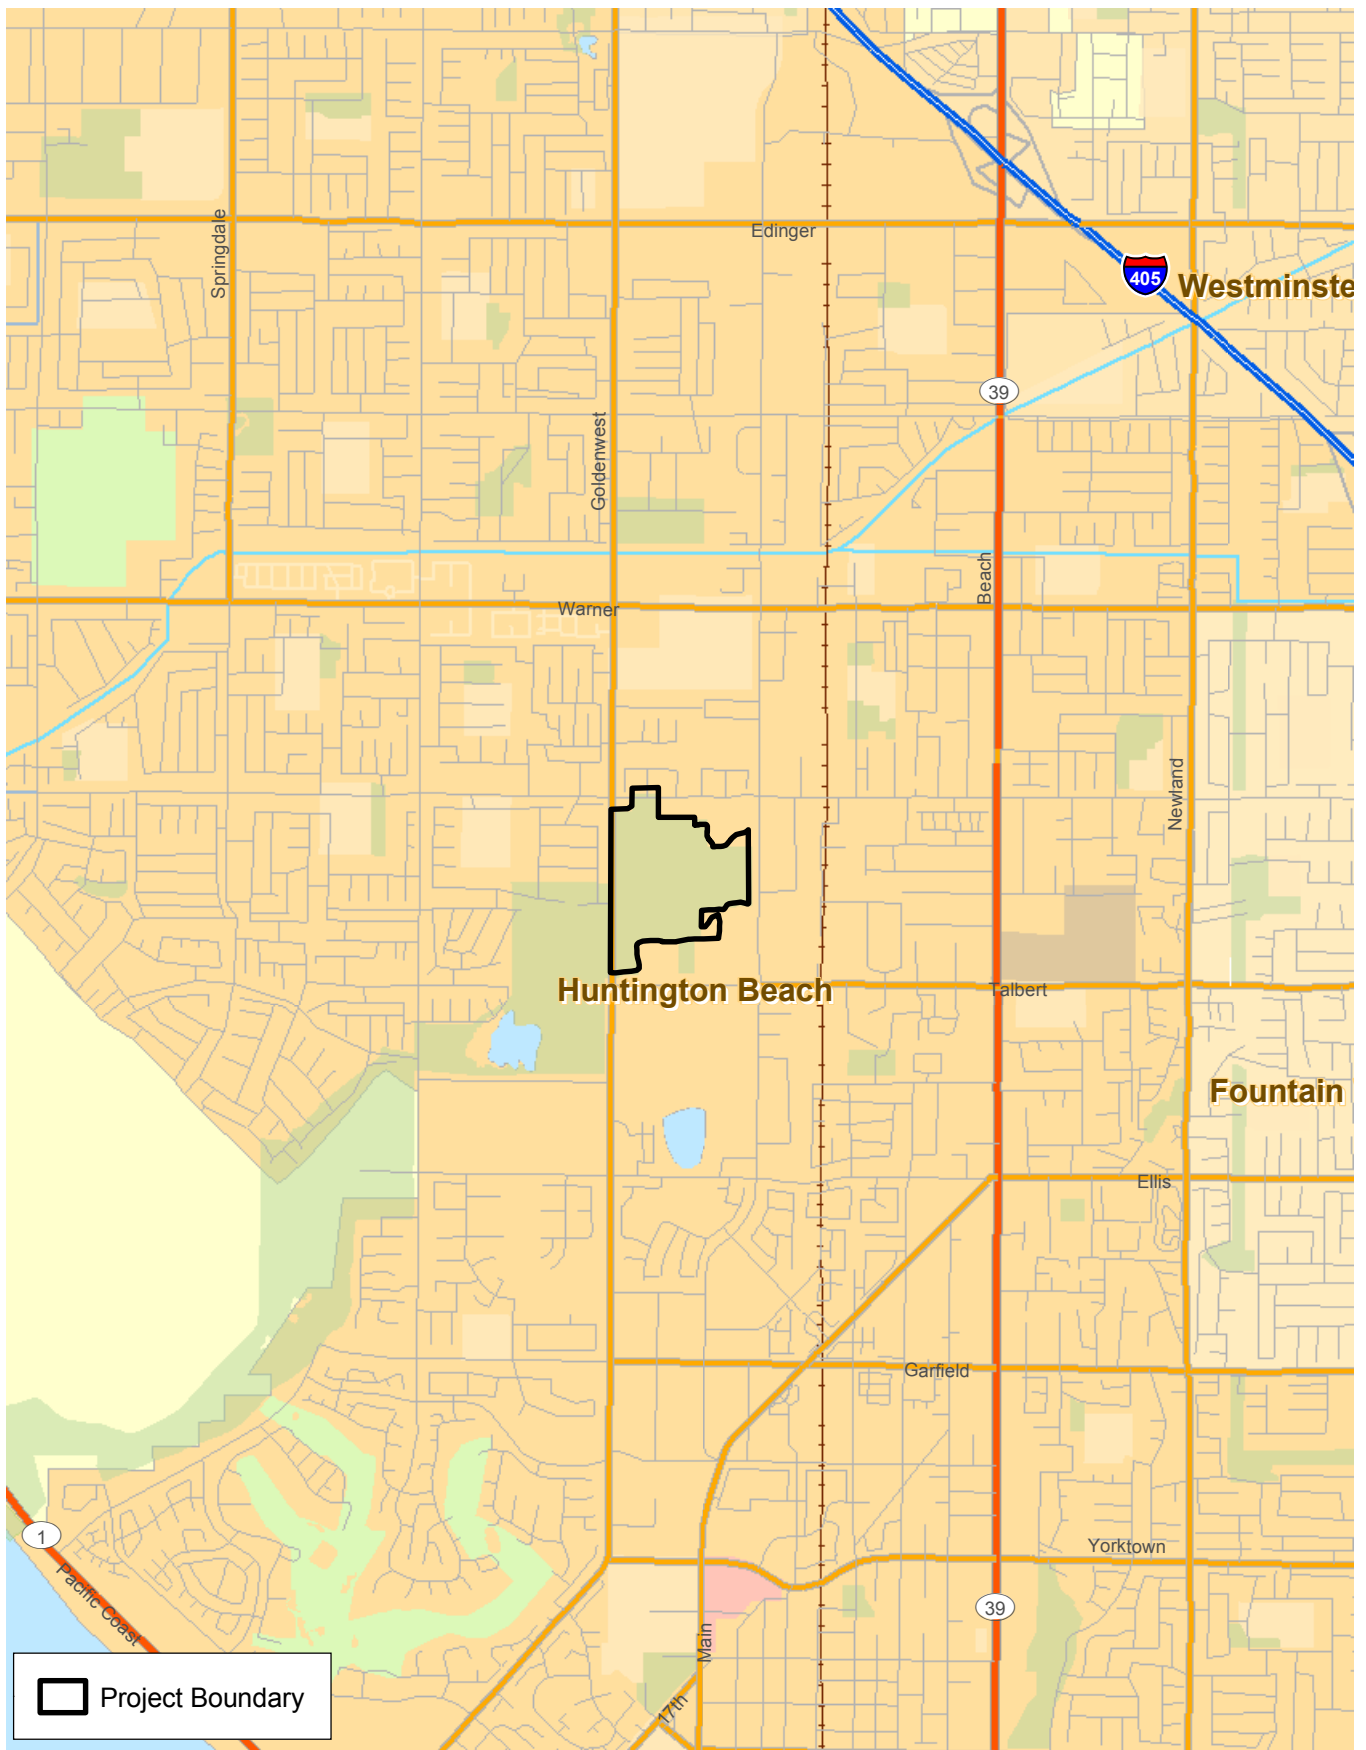 Edinger
Springdale
405
Westminste
39
Goldenwest
Beach
Warner
Newland
Huntington Beach
Talbert
Fountain
Ellis
Garfield
Yorktown
1
Pacific Coast
39
Main
17th
Project Boundary